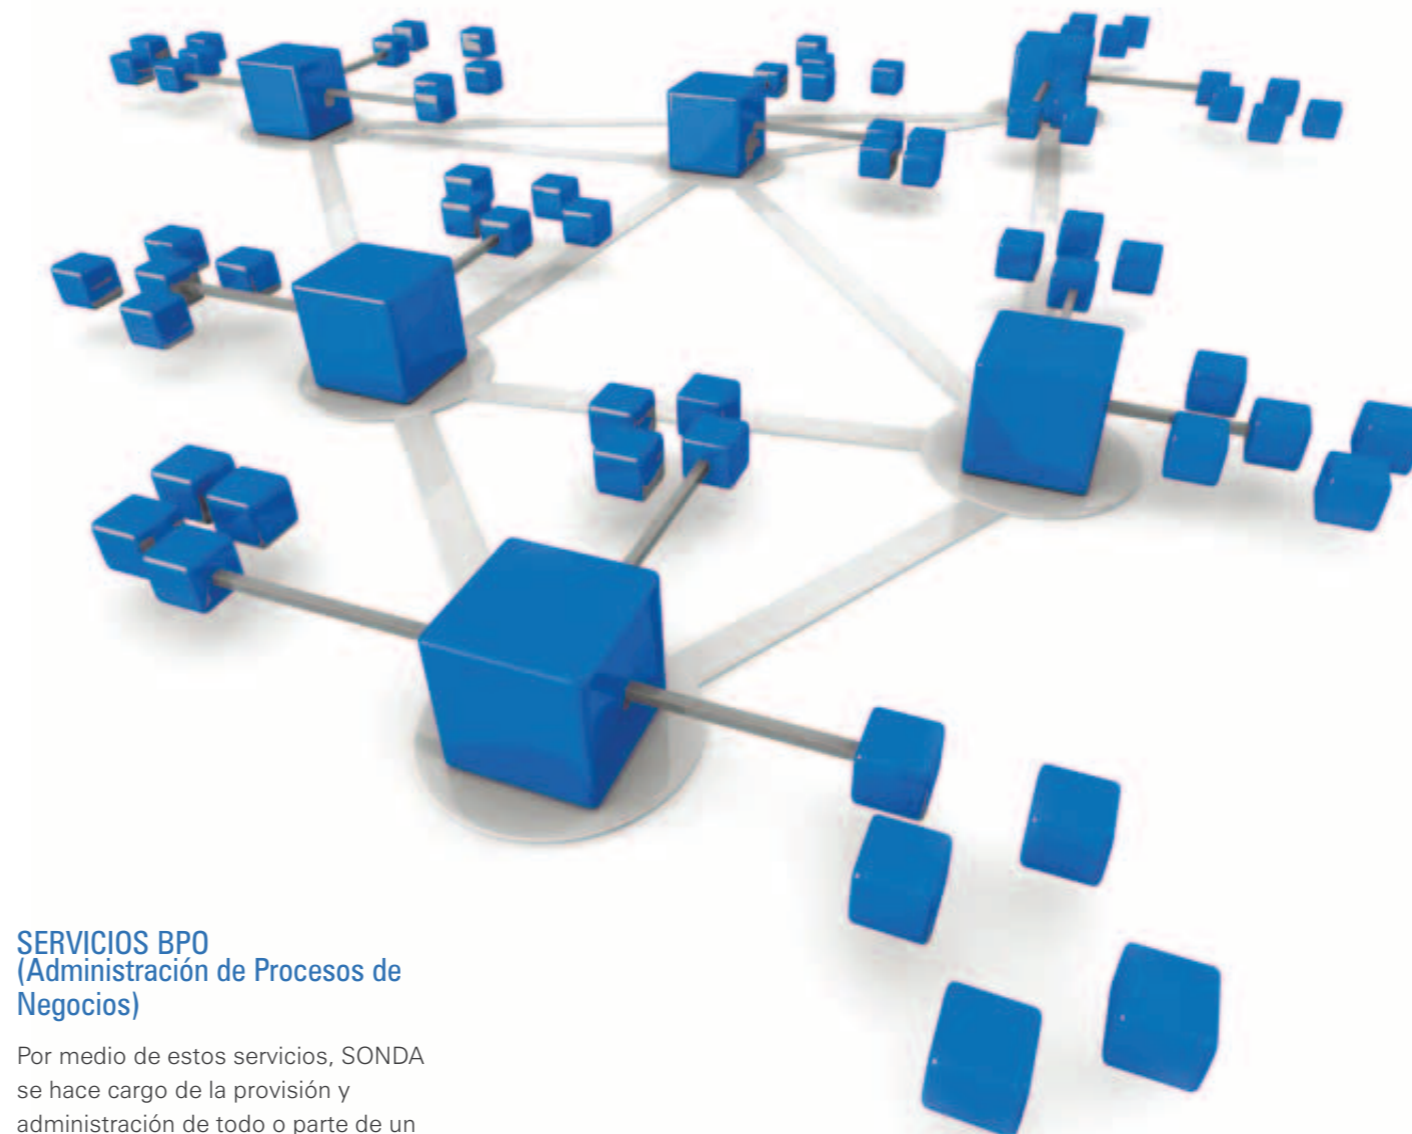 SERVICIOS BPO
(Administración de Procesos de
Negocios)
Por medio de estos servicios, SONDA
se hace cargo de la provisión y
administración de todo o parte de un